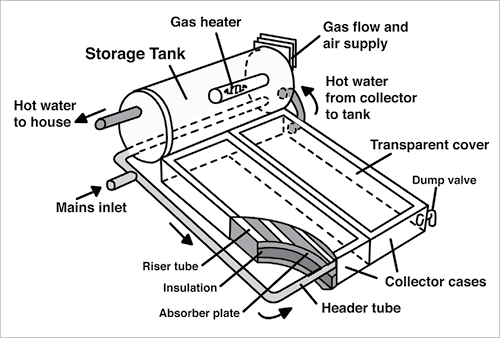 Gas heater
Gas flow and
air supply
Storage Tank
Hot water
from collector
to tank
Hot water
to house
Transparent cover
Dump valve
Mains inlet
Riser tube
Insulation
Absorber plate
Collector cases
Header tube